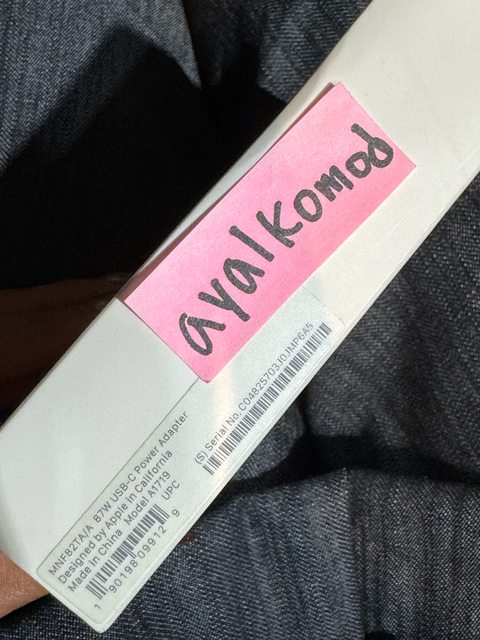 ayalkomod
(S) Serial No. C04825703J0JMP6A5
MNF82TA/A 87W USB-C Power Adapter
Designed by Apple in California
Made in China Model A1719
UPC
1 90198 09912 9